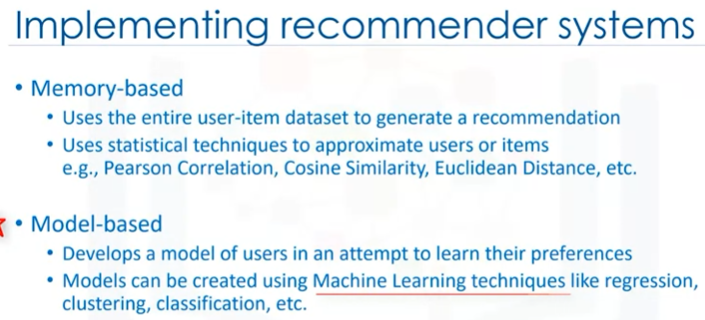 Implementing recommender systems
• Memory-based
• Uses the entire user-item dataset to generate a recommendation
• Uses statistical techniques to approximate users or items
e.g., Pearson Correlation, Cosine Similarity, Euclidean Distance, etc.
• Model-based
• Develops a model of users in an attempt to learn their preferences
• Models can be created using Machine Learning techniques like regression,
clustering, classification, etc.